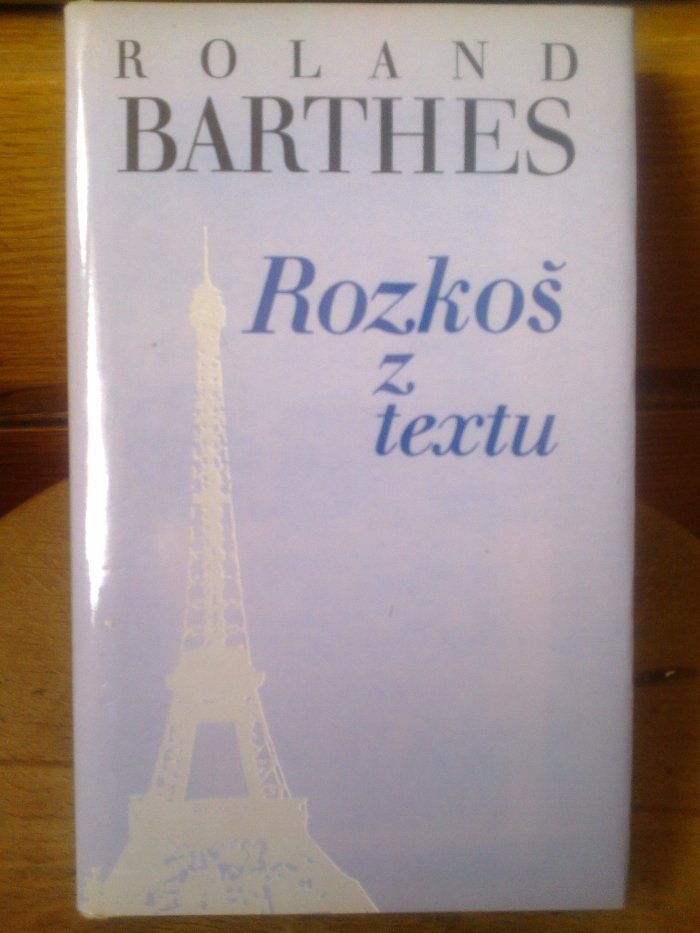 ROLAND
BARTHES
Rozkoš
z
textu